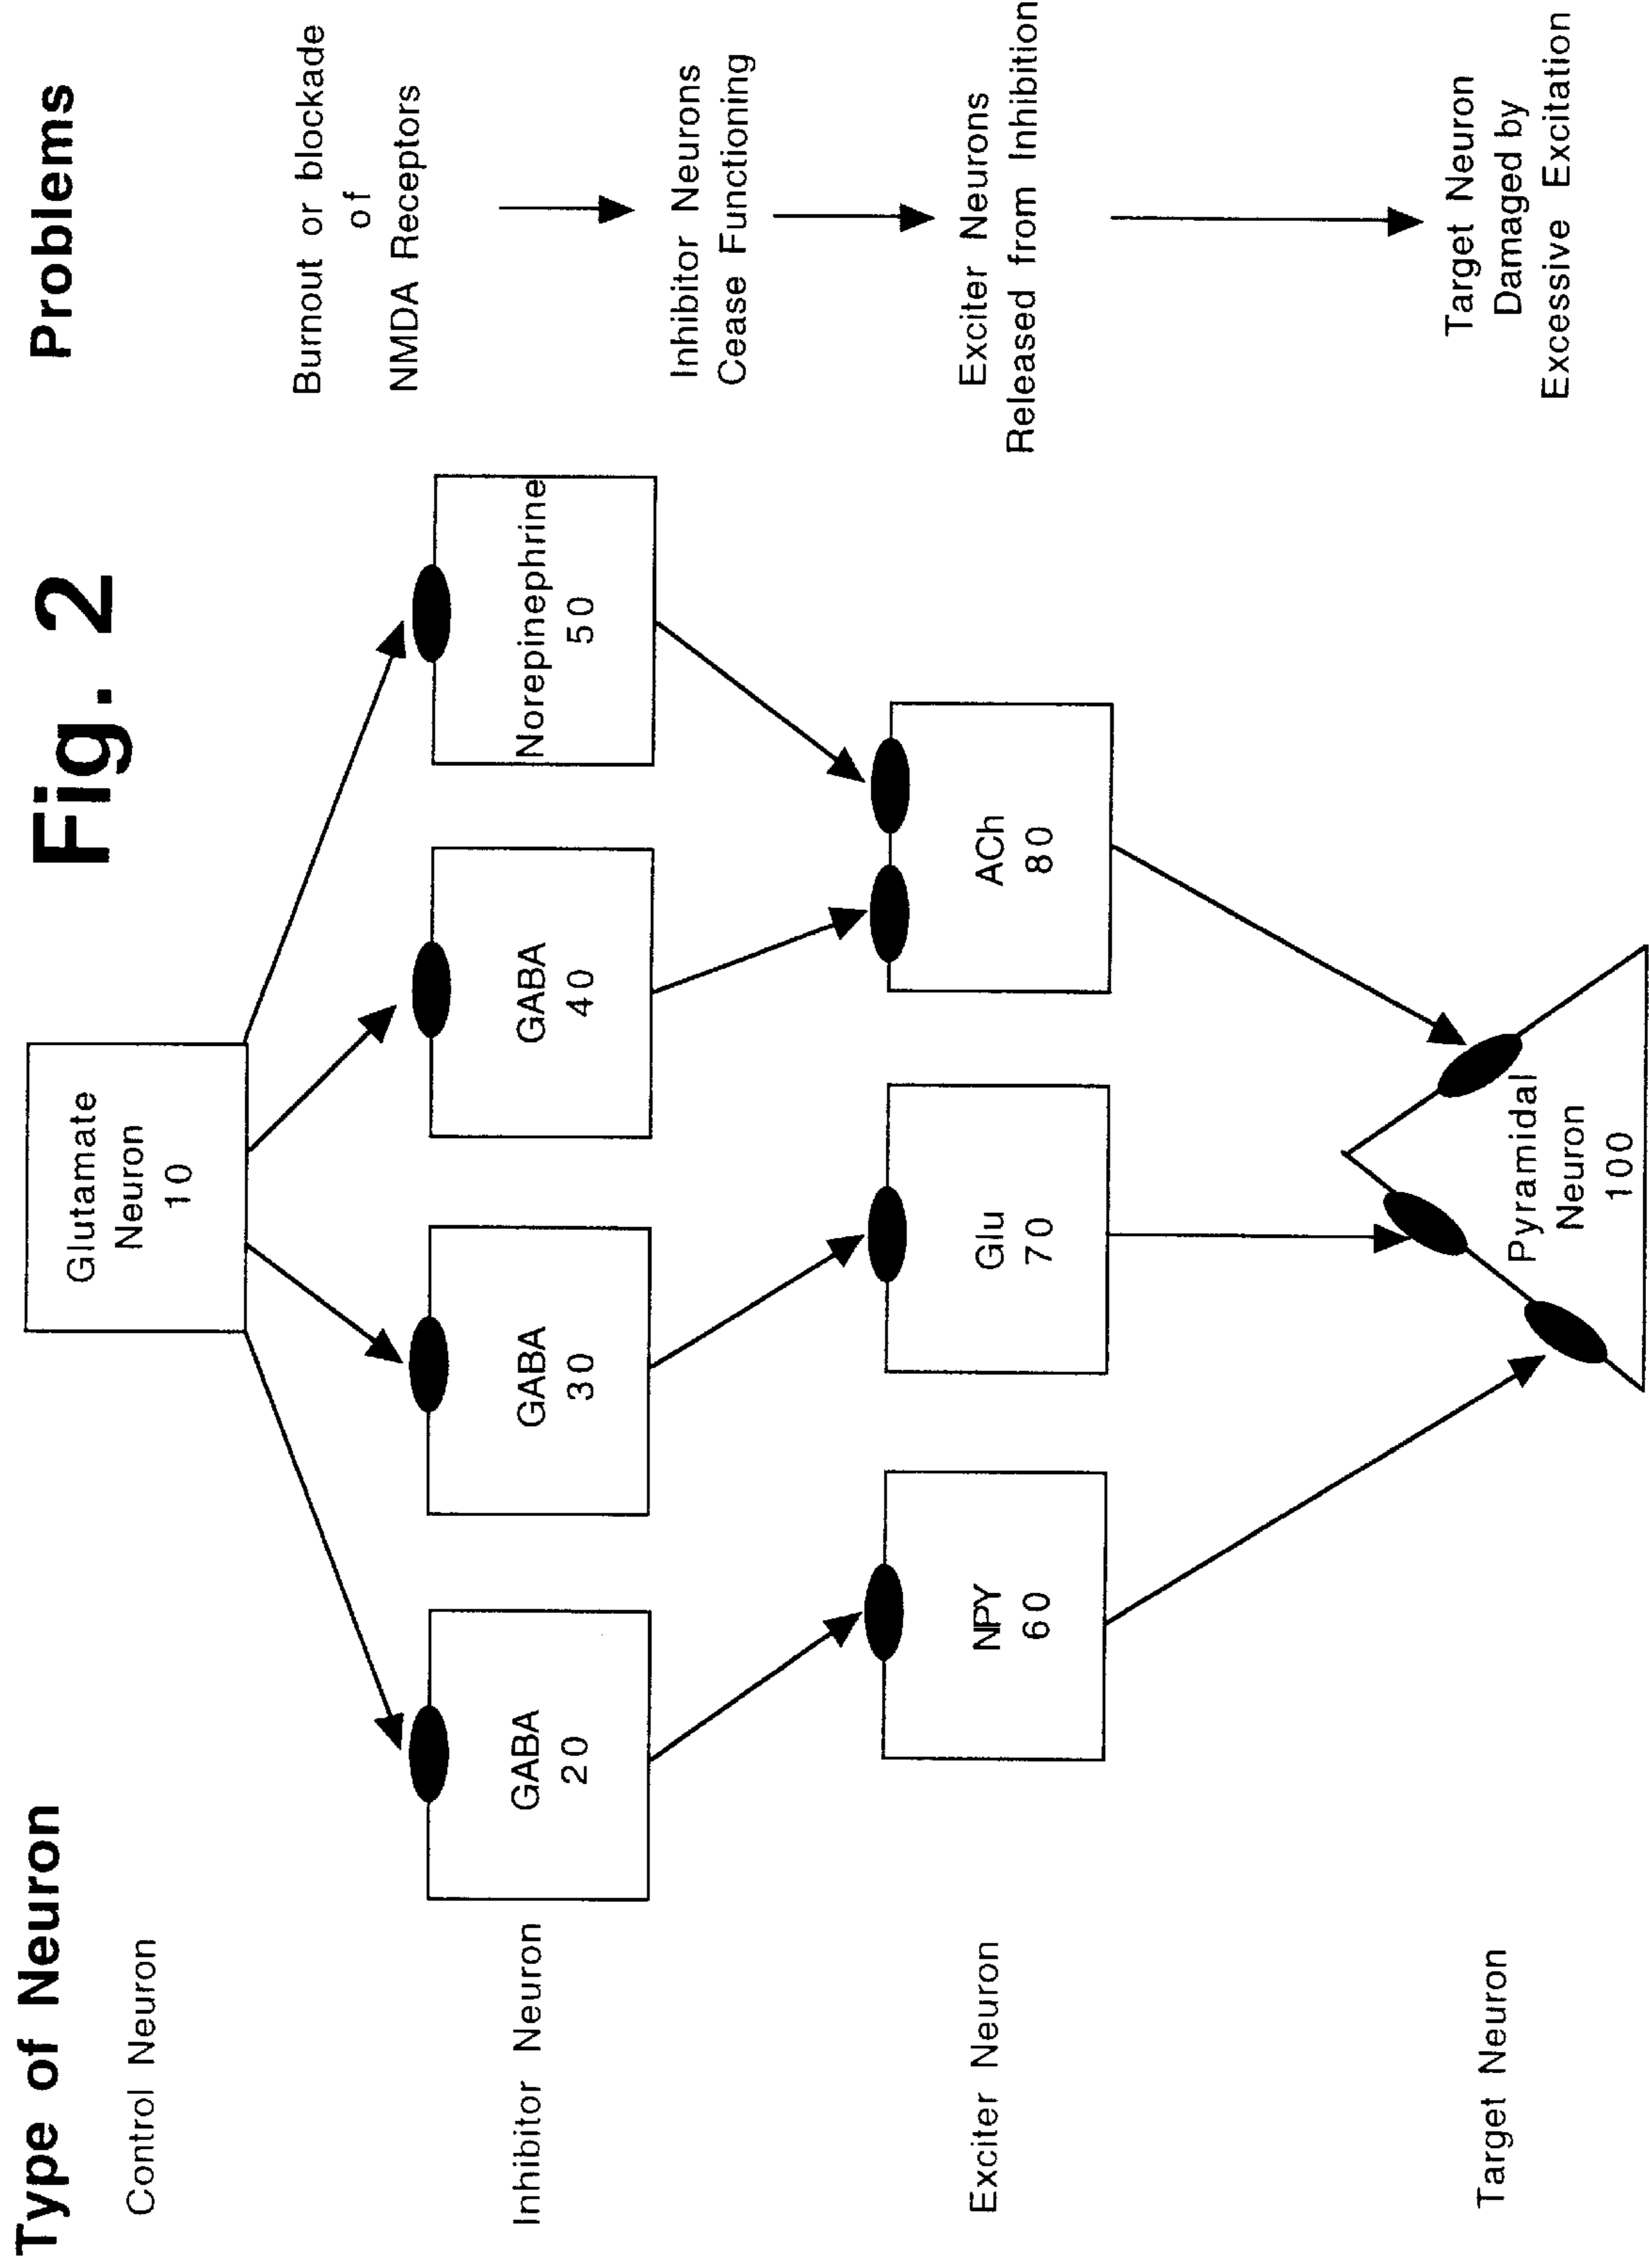 Fig. 2
Type of Neuron
Problems
Control Neuron
Glutamate
Neuron
10
Burnout or blockade
of
NMDA Receptors
Inhibitor Neuron
GABA
20
GABA
30
GABA
40
Norepinephrine
50
Inhibitor Neurons
Cease Functioning
Exciter Neuron
NPY
60
Glu
70
ACh
80
Exciter Neurons
Released from Inhibition
Target Neuron
Pyramidal
Neuron
100
Target Neuron
Damaged by
Excessive Excitation